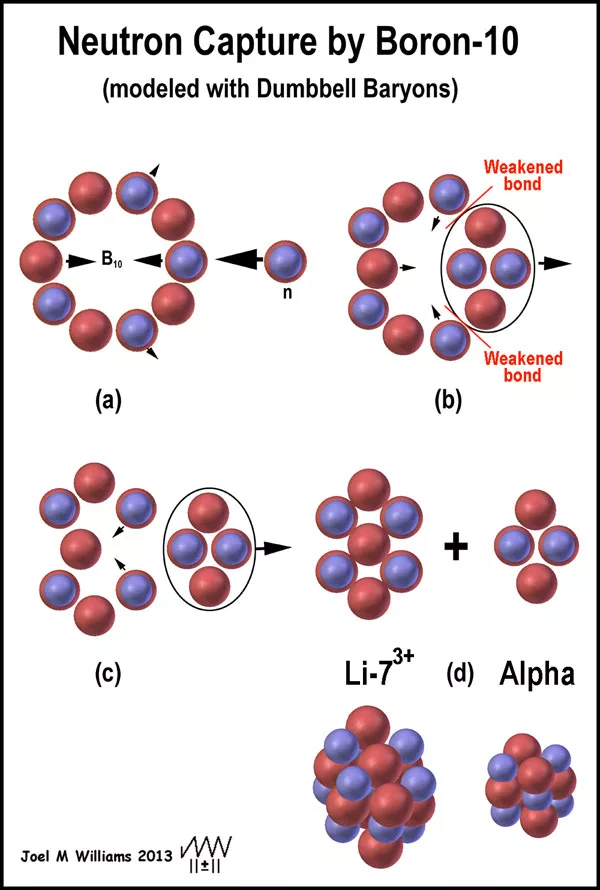 Neutron Capture by Boron-10
(modeled with Dumbbell Baryons)
B₁₀
n
(a)
Weakened
bond
Weakened
bond
(b)
(c)
+
Li-7³⁺ (d) Alpha
Joel M Williams 2013
||±||